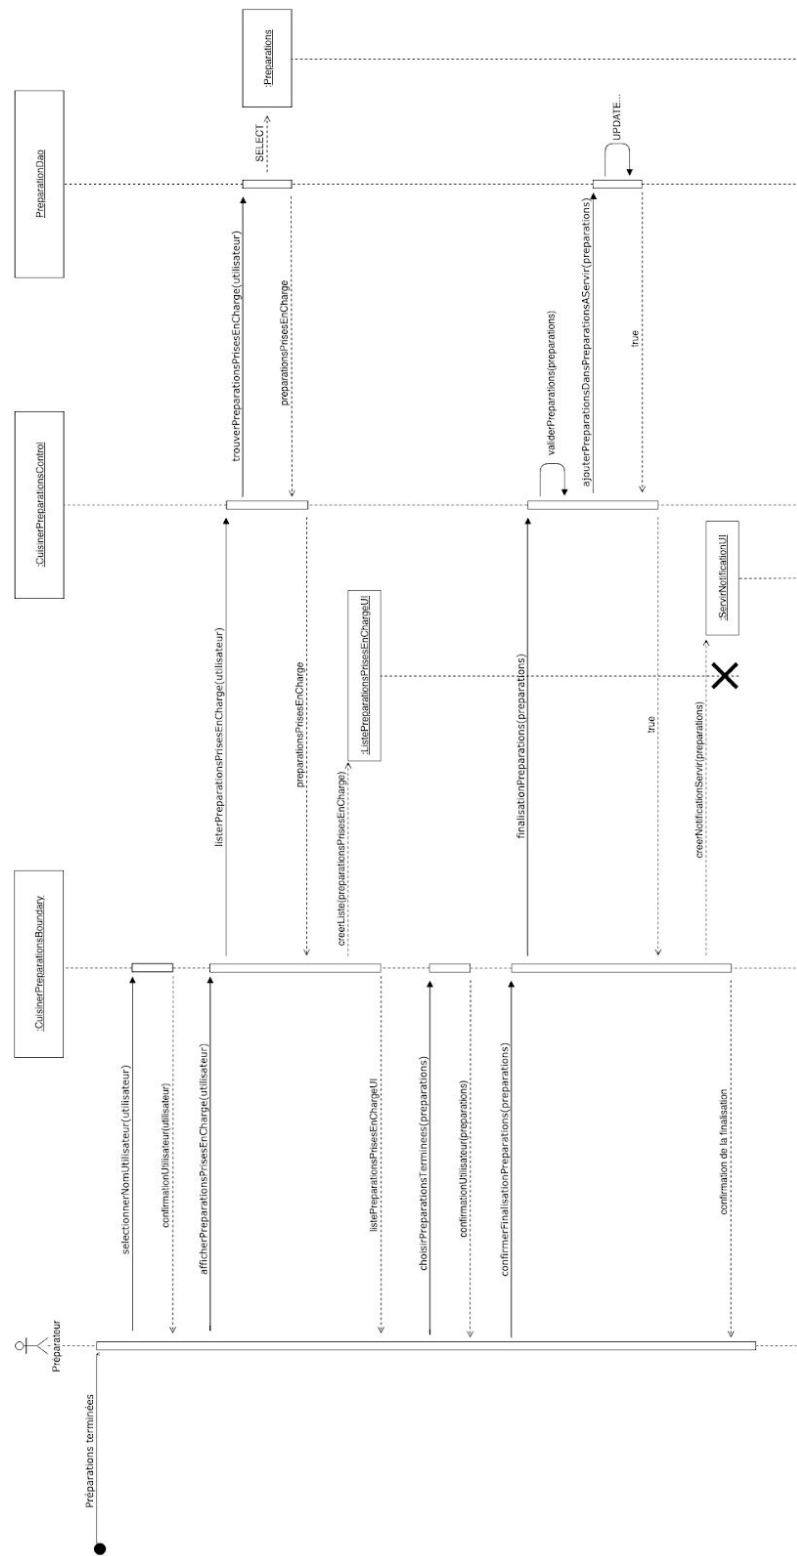 Préparations terminées
Préparateur
:CuisinerPreparationsBoundary
:CuisinerPreparationsControl
PreparationDao
selectionnerNomUtilisateur(utilisateur)
confirmationUtilisateur(utilisateur)
afficherPreparationsPrisesEnCharge(utilisateur)
listerPreparationsPrisesEnCharge(utilisateur)
trouverPreparationsPrisesEnCharge(utilisateur)
SELECT
:Preparations
preparationsPrisesEnCharge
preparationsPrisesEnCharge
creerListe(preparationsPrisesEnCharge)
:ListePreparationsPrisesEnChargeUI
listePreparationsPrisesEnChargeUI
choisirPreparationsTerminees(preparations)
confirmationUtilisateur(preparations)
confirmerFinalisationPreparations(preparations)
finalisationPreparations(preparations)
validerPreparations(preparations)
ajouterPreparationsDansPreparationsAServir(preparations)
UPDATE...
true
true
creerNotificationServir(preparations)
:ServirNotificationUI
confirmation de la finalisation